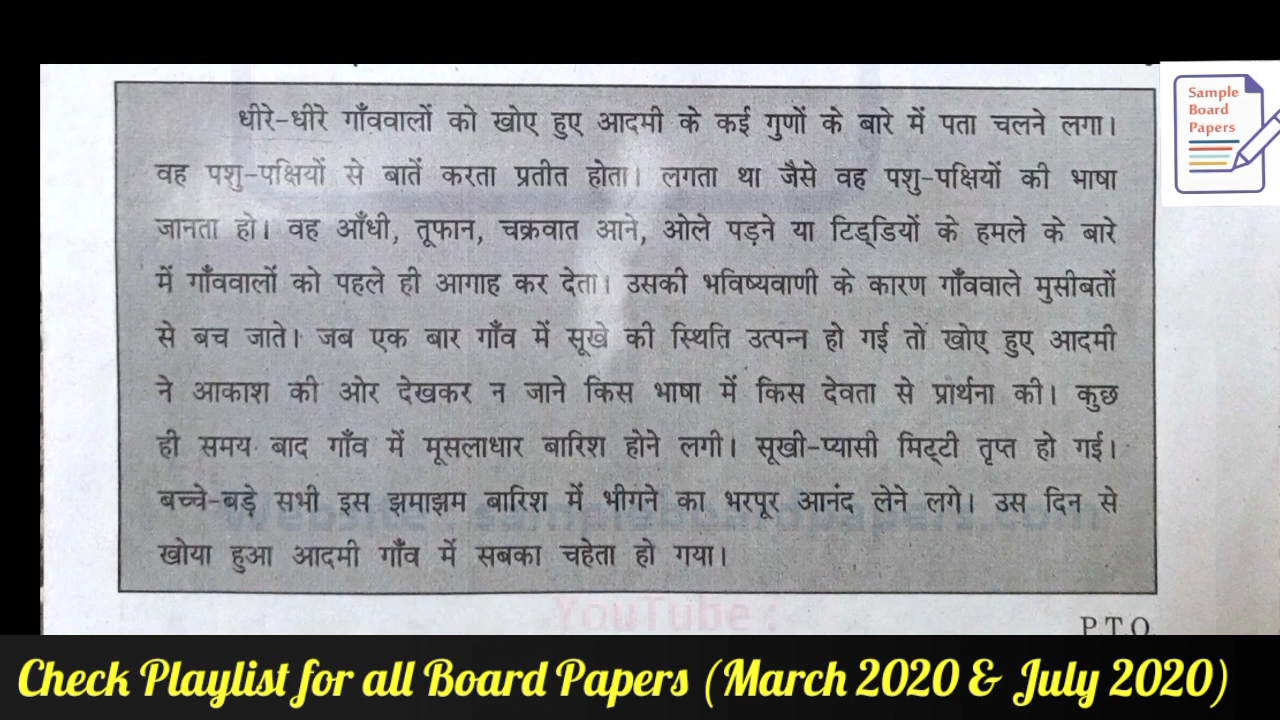 Sample
Board
Papers
धीरे-धीरे गाँववालों को खोए हुए आदमी के कई गुणों के बारे में पता चलने लगा।
वह पशु-पक्षियों से बातें करता प्रतीत होता। लगता था जैसे वह पशु-पक्षियों की भाषा
जानता हो। वह आँधी, तूफान, चक्रवात आने, ओले पड़ने या टिड्डियों के हमले के बारे
में गाँववालों को पहले ही आगाह कर देता। उसकी भविष्यवाणी के कारण गाँववाले मुसीबतों
से बच जाते। जब एक बार गाँव में सूखे की स्थिति उत्पन्न हो गई तो खोए हुए आदमी
ने आकाश की ओर देखकर न जाने किस भाषा में किस देवता से प्रार्थना की। कुछ
ही समय बाद गाँव में मूसलाधार बारिश होने लगी। सूखी-प्यासी मिट्टी तृप्त हो गई।
बच्चे-बड़े सभी इस झमाझम बारिश में भीगने का भरपूर आनंद लेने लगे। उस दिन से
खोया हुआ आदमी गाँव में सबका चहेता हो गया।
YouTube :
P.T.O.
Check Playlist for all Board Papers (March 2020 & July 2020)